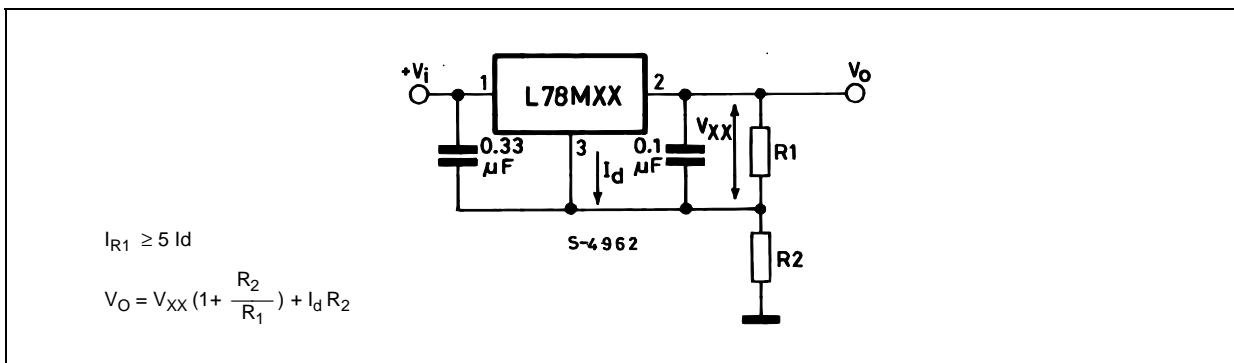 +Vi
1
L78MXX
2
Vo
0.33
µF
3
Id
0.1
µF
VXX
R1
S-4962
R2
IR1 ≥ 5 Id
VO = VXX (1+ R2/R1) + Id R2